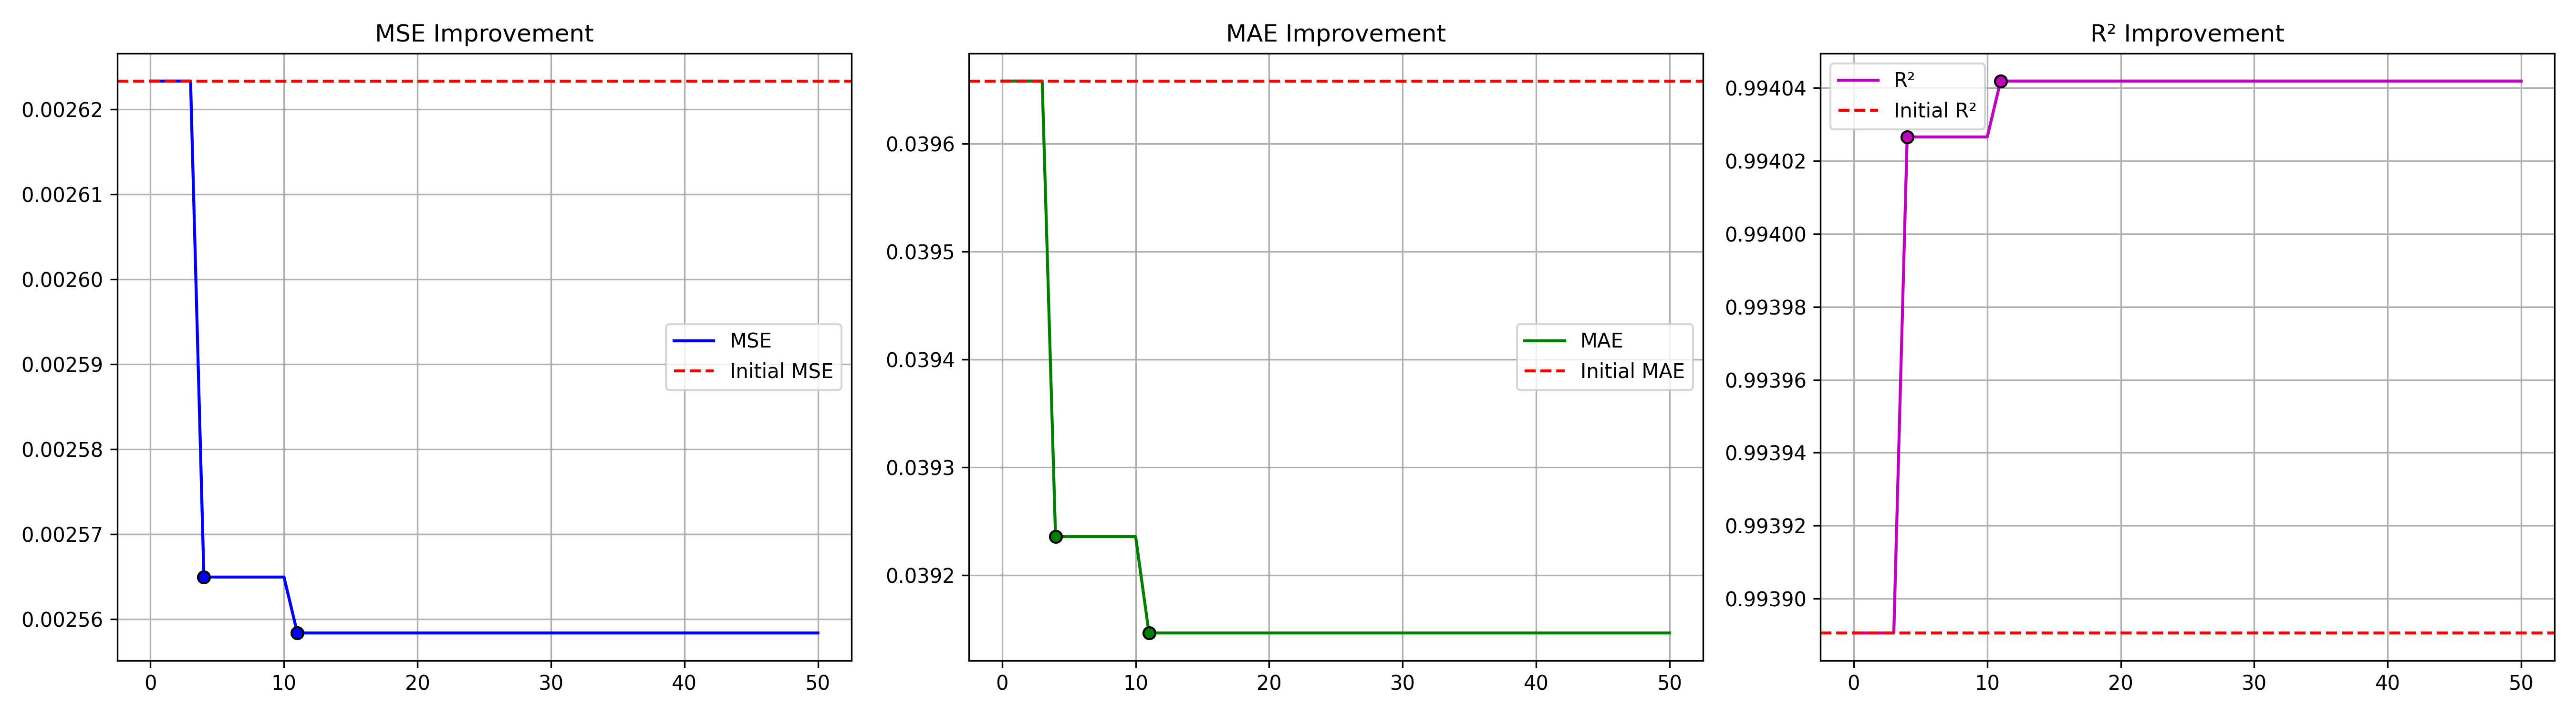 MSE Improvement
0.00262
0.00261
0.00260
0.00259
0.00258
0.00257
0.00256
MSE
Initial MSE
0 10 20 30 40 50
MAE Improvement
0.0396
0.0395
0.0394
0.0393
0.0392
MAE
Initial MAE
0 10 20 30 40 50
R² Improvement
0.99404
0.99402
0.99400
0.99398
0.99396
0.99394
0.99392
0.99390
R²
Initial R²
0 10 20 30 40 50